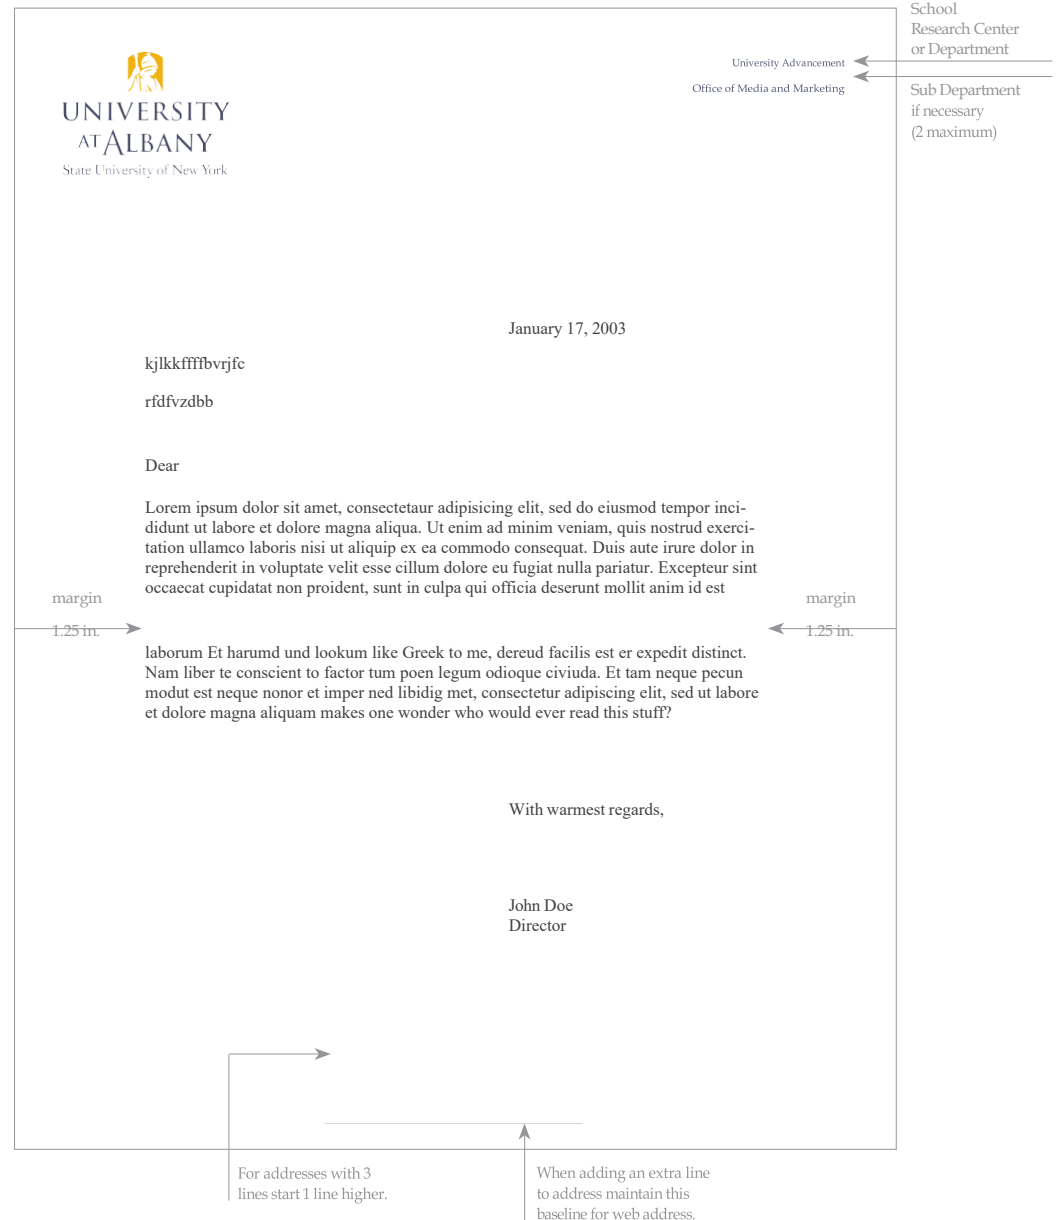 School
Research Center
or Department
University Advancement
Office of Media and Marketing
Sub Department
if necessary
(2 maximum)
UNIVERSITY
AT ALBANY
State University of New York
January 17, 2003
kjlkkffffbvrjfc
rfdfvzdbb
Dear
Lorem ipsum dolor sit amet, consectetaur adipisicing elit, sed do eiusmod tempor inci-
didunt ut labore et dolore magna aliqua. Ut enim ad minim veniam, quis nostrud exerci-
tation ullamco laboris nisi ut aliquip ex ea commodo consequat. Duis aute irure dolor in
reprehenderit in voluptate velit esse cillum dolore eu fugiat nulla pariatur. Excepteur sint
occaecat cupidatat non proident, sunt in culpa qui officia deserunt mollit anim id est
margin
1.25 in.
margin
1.25 in.
laborum Et harumd und lookum like Greek to me, dereud facilis est er expedit distinct.
Nam liber te conscient to factor tum poen legum odioque civiuda. Et tam neque pecun
modut est neque nonor et imper ned libidig met, consectetur adipiscing elit, sed ut labore
et dolore magna aliquam makes one wonder who would ever read this stuff?
With warmest regards,
John Doe
Director
For addresses with 3
lines start 1 line higher.
When adding an extra line
to address maintain this
baseline for web address.